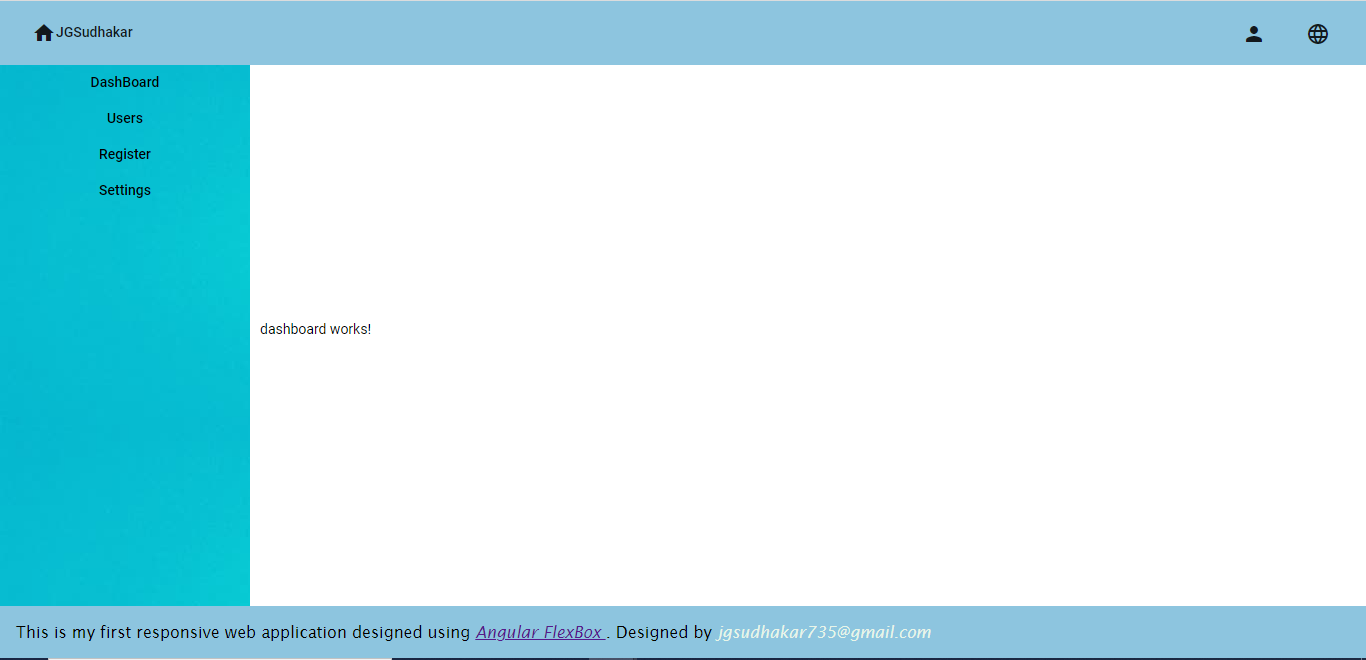 JGSudhakar
DashBoard
Users
Register
Settings
dashboard works!
This is my first responsive web application designed using Angular FlexBox . Designed by jgsudhakar735@gmail.com